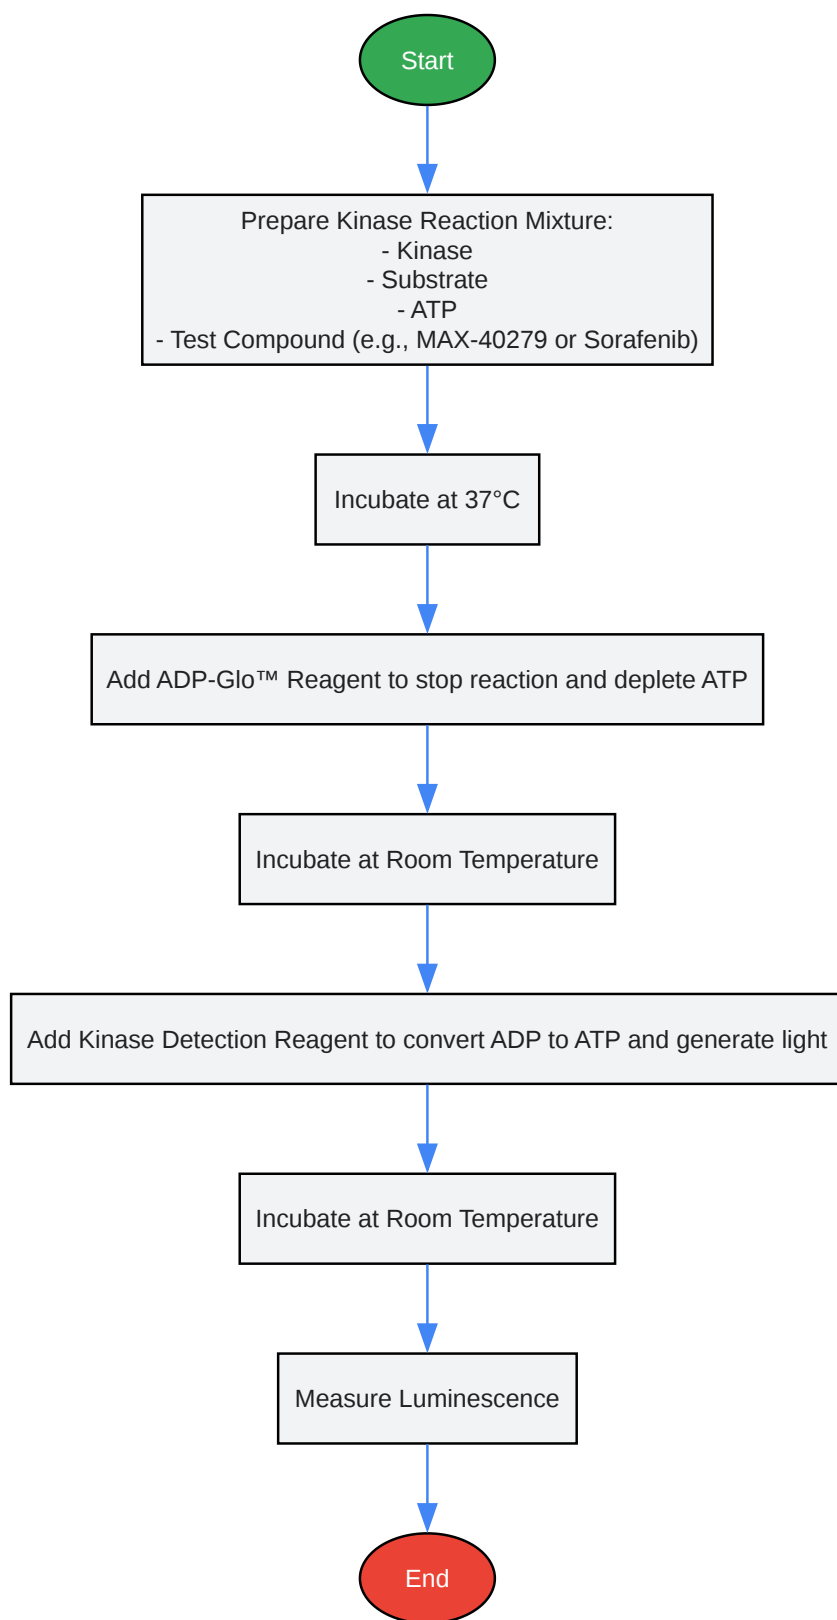 Start
Prepare Kinase Reaction Mixture:
- Kinase
- Substrate
- ATP
- Test Compound (e.g., MAX-40279 or Sorafenib)
Incubate at 37°C
Add ADP-Glo™ Reagent to stop reaction and deplete ATP
Incubate at Room Temperature
Add Kinase Detection Reagent to convert ADP to ATP and generate light
Incubate at Room Temperature
Measure Luminescence
End